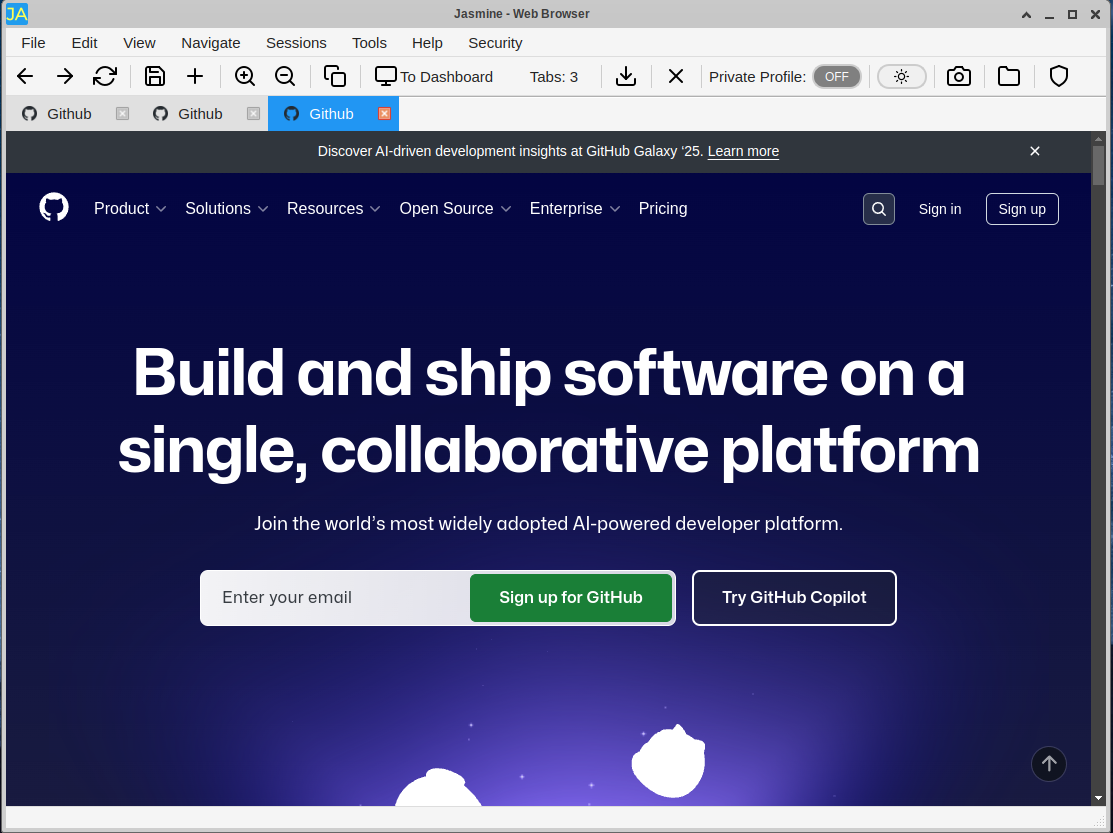 JA Jasmine - Web Browser
File Edit View Navigate Sessions Tools Help Security
To Dashboard Tabs: 3 Private Profile: OFF
Github Github Github
Discover AI-driven development insights at GitHub Galaxy ‘25. Learn more
Product Solutions Resources Open Source Enterprise Pricing Sign in Sign up
Build and ship software on a
single, collaborative platform
Join the world’s most widely adopted AI-powered developer platform.
Enter your email Sign up for GitHub Try GitHub Copilot